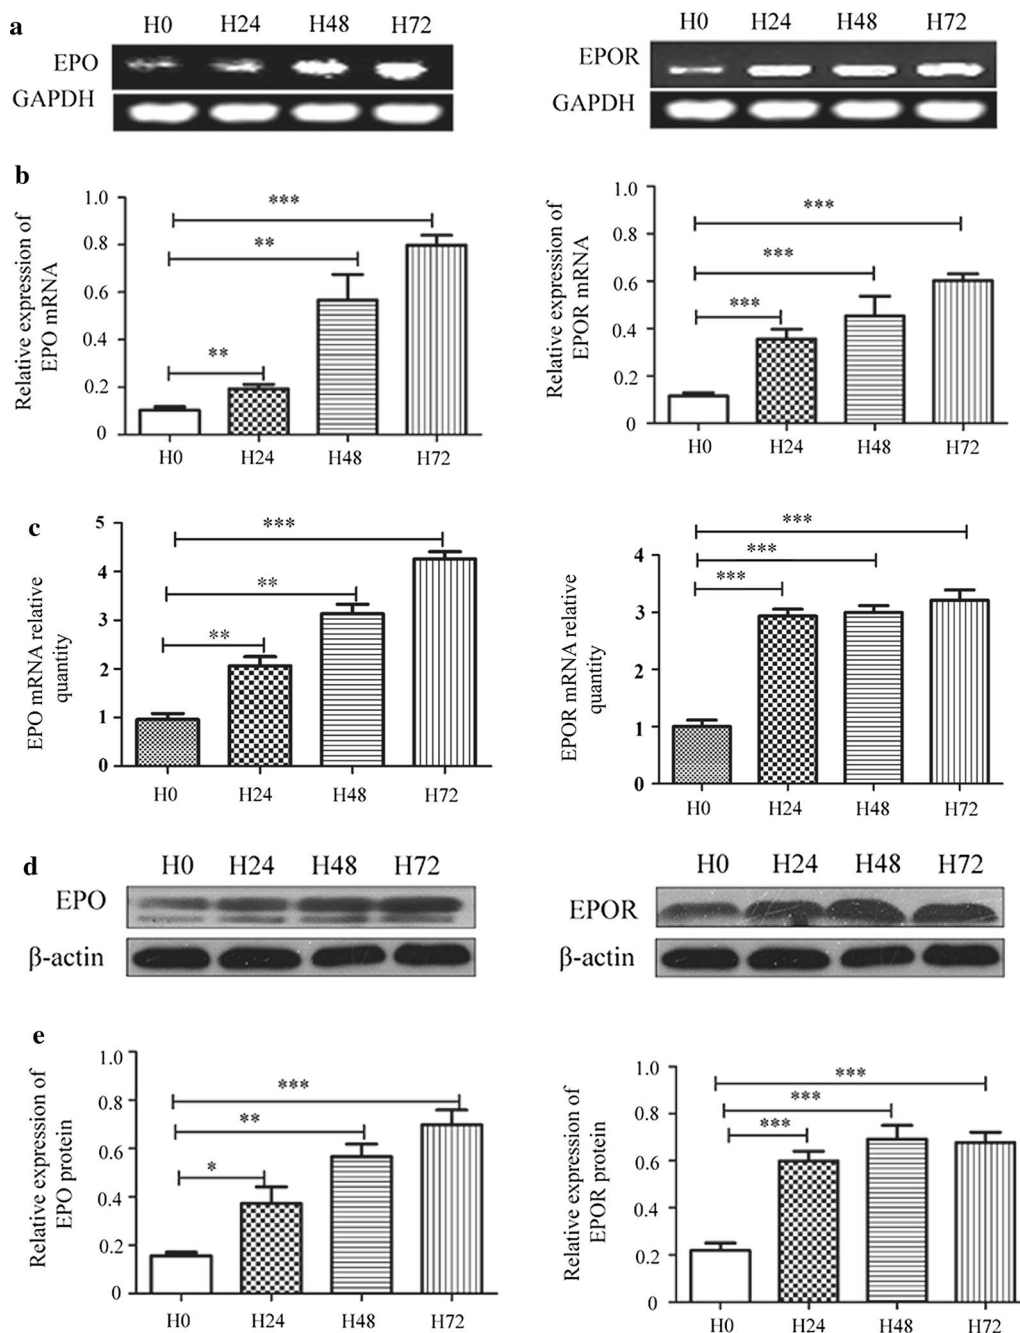 a
H0 H24 H48 H72
EPO
GAPDH
H0 H24 H48 H72
EPOR
GAPDH
b
Relative expression of
EPO mRNA
1.0
0.8
0.6
0.4
0.2
0
***
**
**
H0 H24 H48 H72
Relative expression of
EPOR mRNA
1.0
0.8
0.6
0.4
0.2
0
***
***
***
H0 H24 H48 H72
c
EPO mRNA relative
quantity
5
4
3
2
1
0
***
**
**
H0 H24 H48 H72
EPOR mRNA relative
quantity
4
3
2
1
0
***
***
***
H0 H24 H48 H72
d
H0 H24 H48 H72
EPO
β-actin
H0 H24 H48 H72
EPOR
β-actin
e
Relative expression of
EPO protein
1.0
0.8
0.6
0.4
0.2
0
***
**
*
H0 H24 H48 H72
Relative expression of
EPOR protein
1.0
0.8
0.6
0.4
0.2
0
***
***
***
H0 H24 H48 H72